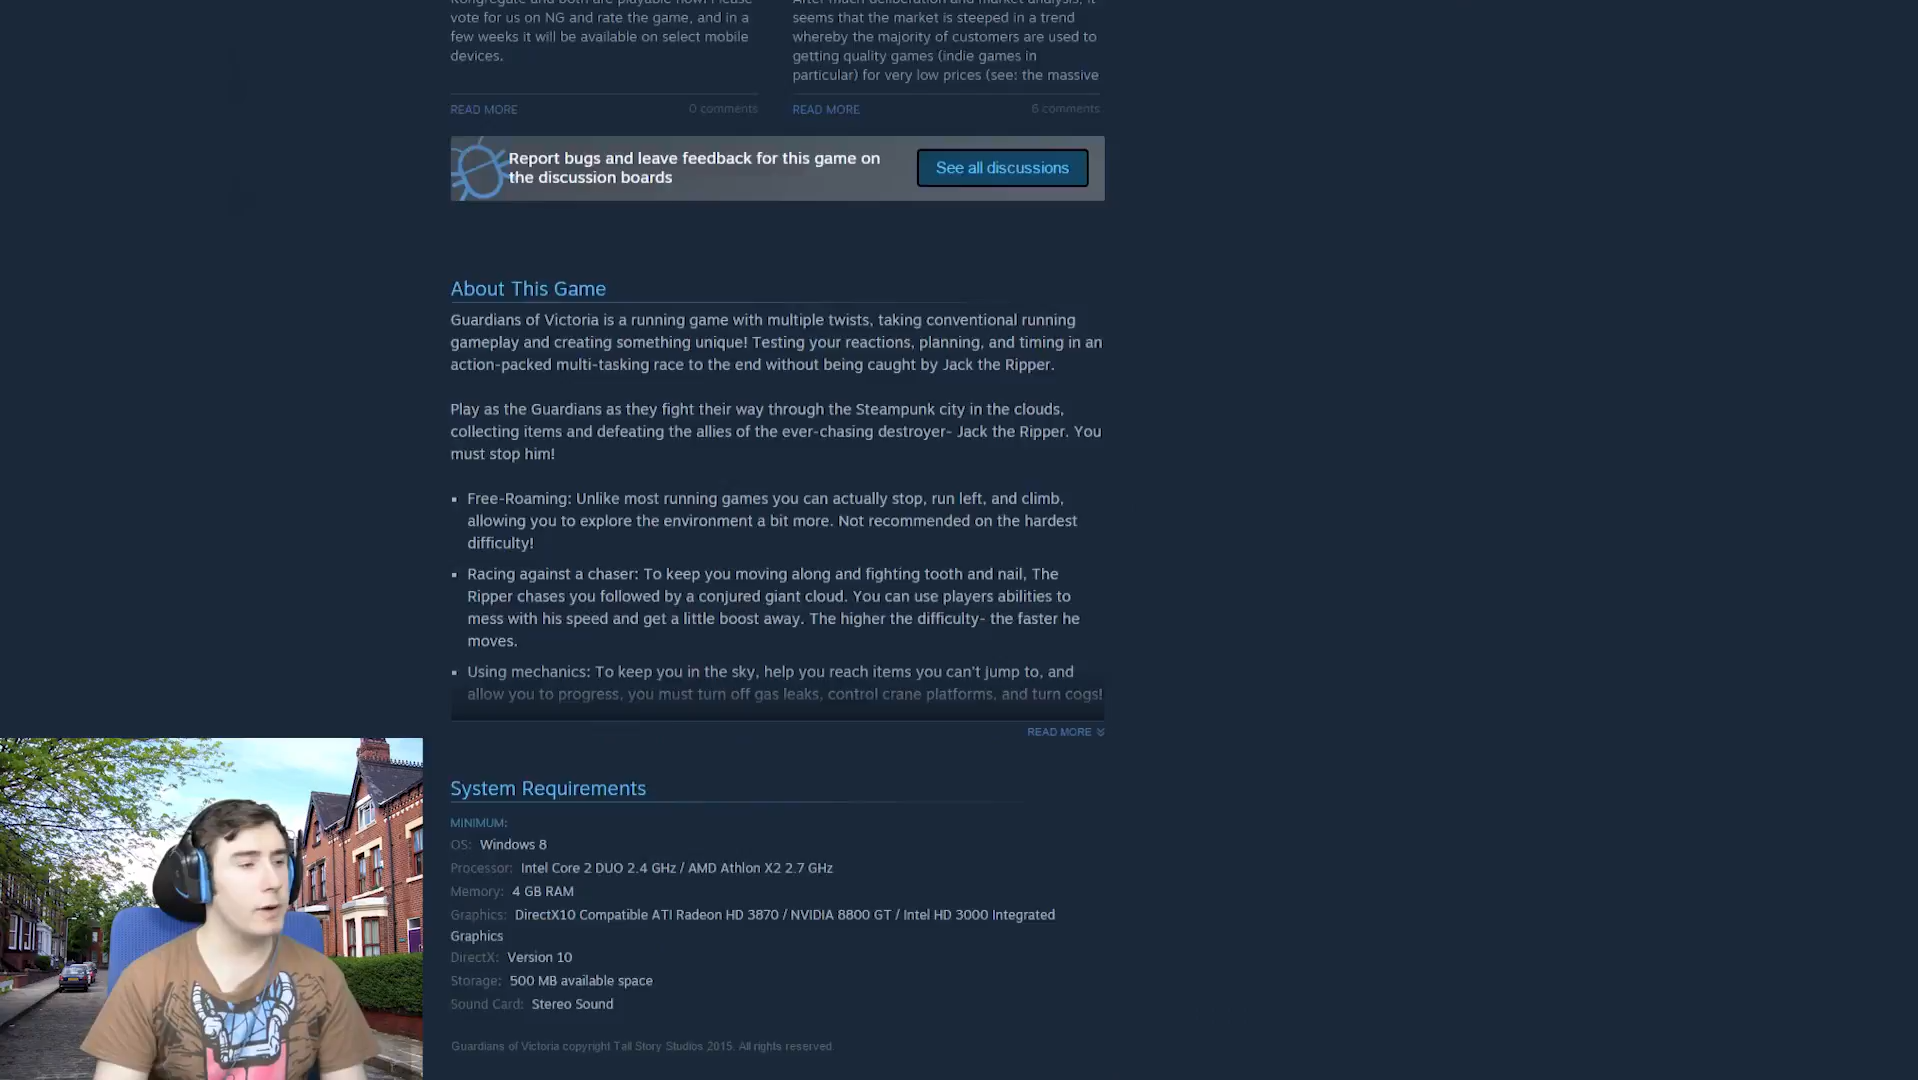 Kongregate and both are playable now! Please
vote for us on NG and rate the game, and in a
few weeks it will be available on select mobile
devices.
READ MORE
0 comments
After much deliberation and market analysis, it
seems that the market is steeped in a trend
whereby the majority of customers are used to
getting quality games (indie games in
particular) for very low prices (see: the massive
READ MORE
6 comments
Report bugs and leave feedback for this game on
the discussion boards
See all discussions
About This Game
Guardians of Victoria is a running game with multiple twists, taking conventional running
gameplay and creating something unique! Testing your reactions, planning, and timing in an
action-packed multi-tasking race to the end without being caught by Jack the Ripper.
Play as the Guardians as they fight their way through the Steampunk city in the clouds,
collecting items and defeating the allies of the ever-chasing destroyer- Jack the Ripper. You
must stop him!
▪ Free-Roaming: Unlike most running games you can actually stop, run left, and climb,
allowing you to explore the environment a bit more. Not recommended on the hardest
difficulty!
▪ Racing against a chaser: To keep you moving along and fighting tooth and nail, The
Ripper chases you followed by a conjured giant cloud. You can use players abilities to
mess with his speed and get a little boost away. The higher the difficulty- the faster he
moves.
▪ Using mechanics: To keep you in the sky, help you reach items you can't jump to, and
allow you to progress, you must turn off gas leaks, control crane platforms, and turn cogs!
READ MORE
System Requirements
MINIMUM:
OS: Windows 8
Processor: Intel Core 2 DUO 2.4 GHz / AMD Athlon X2 2.7 GHz
Memory: 4 GB RAM
Graphics: DirectX10 Compatible ATI Radeon HD 3870 / NVIDIA 8800 GT / Intel HD 3000 Integrated
Graphics
DirectX: Version 10
Storage: 500 MB available space
Sound Card: Stereo Sound
Guardians of Victoria copyright Tall Story Studios 2015. All rights reserved